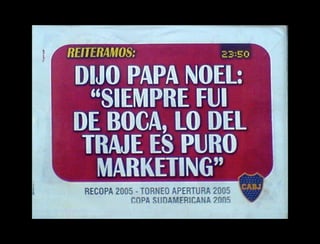 REITERAMOS: 23:50
DIJO PAPA NOEL:
“SIEMPRE FUI
DE BOCA, LO DEL
TRAJE ES PURO
MARKETING”
CABJ
RECOPA 2005 - TORNEO APERTURA 2005
COPA SUDAMERICANA 2005